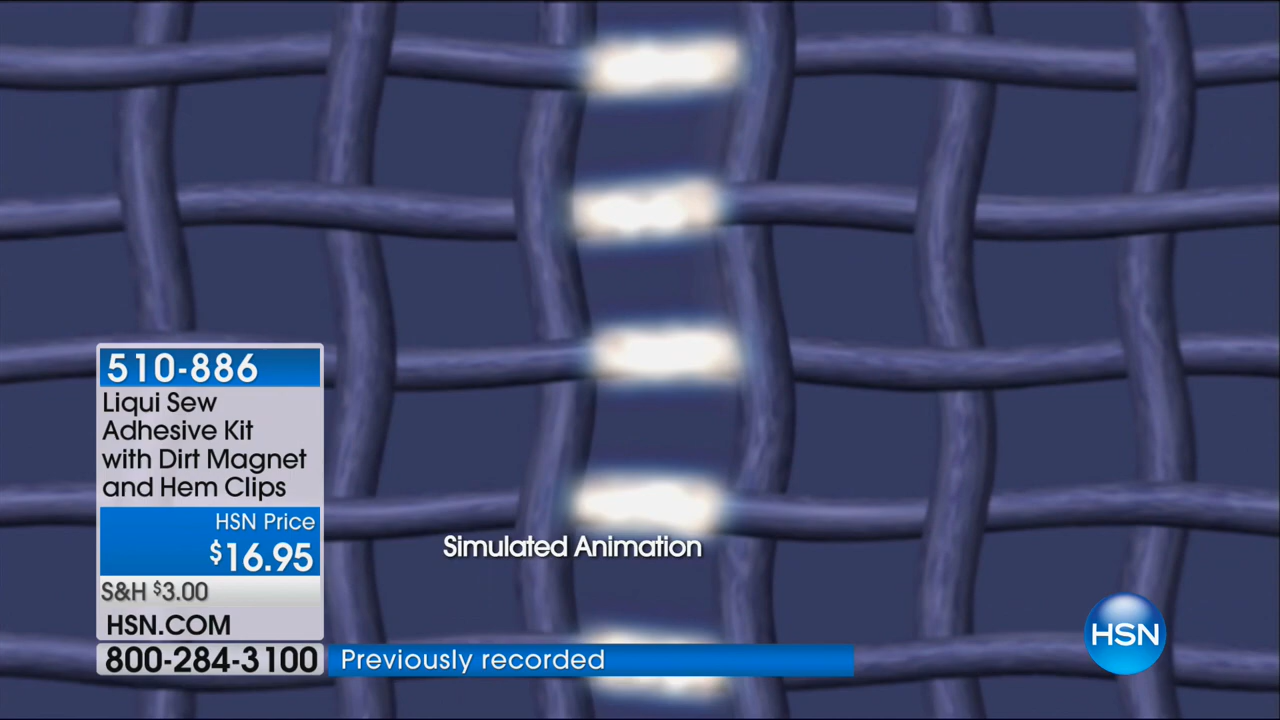 510-886
Liqui Sew
Adhesive Kit
with Dirt Magnet
and Hem Clips
HSN Price
$16.95
S&H $3.00
HSN.COM
800-284-3100
Previously recorded
Simulated Animation
HSN